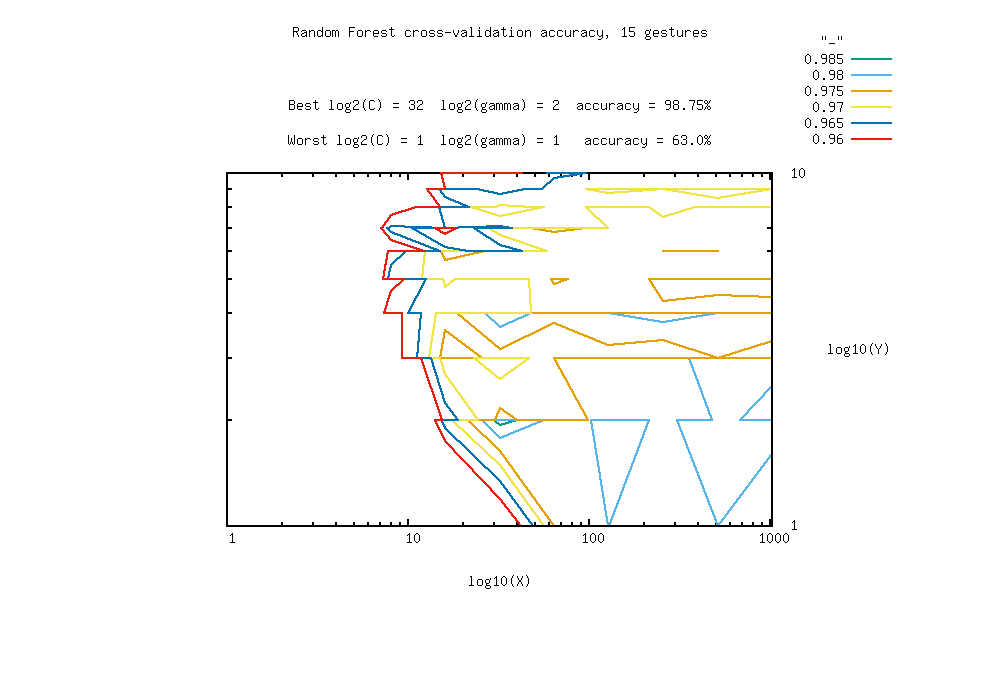 Random Forest cross-validation accuracy, 15 gestures
"_"
0.985
0.98
0.975
0.97
0.965
0.96
Best log2(C) = 32 log2(gamma) = 2 accuracy = 98.75%
Worst log2(C) = 1 log2(gamma) = 1 accuracy = 63.0%
10
log10(Y)
1
1 10 100 1000
log10(X)